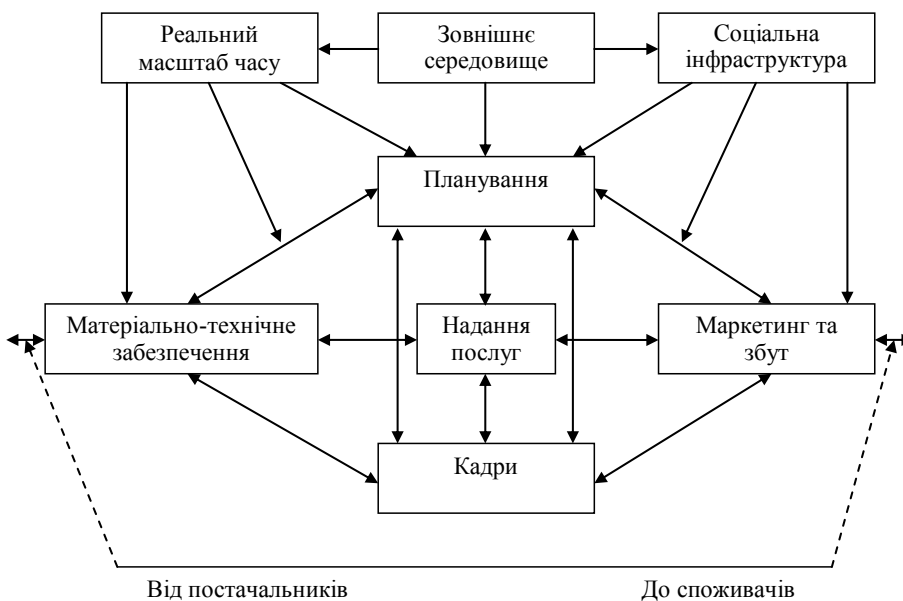 Реальний
масштаб часу
Зовнішнє
середовище
Соціальна
інфраструктура
Планування
Матеріально-технічне
забезпечення
Надання
послуг
Маркетинг та
збут
Кадри
Від постачальників
До споживачів